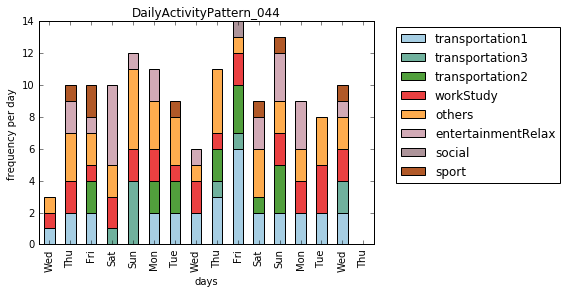 DailyActivityPattern_044
frequency per day
14
12
10
8
6
4
2
0
Wed Thu Fri Sat Sun Mon Tue Wed Thu Fri Sat Sun Mon Tue Wed Thu
days
transportation1
transportation3
transportation2
workStudy
others
entertainmentRelax
social
sport